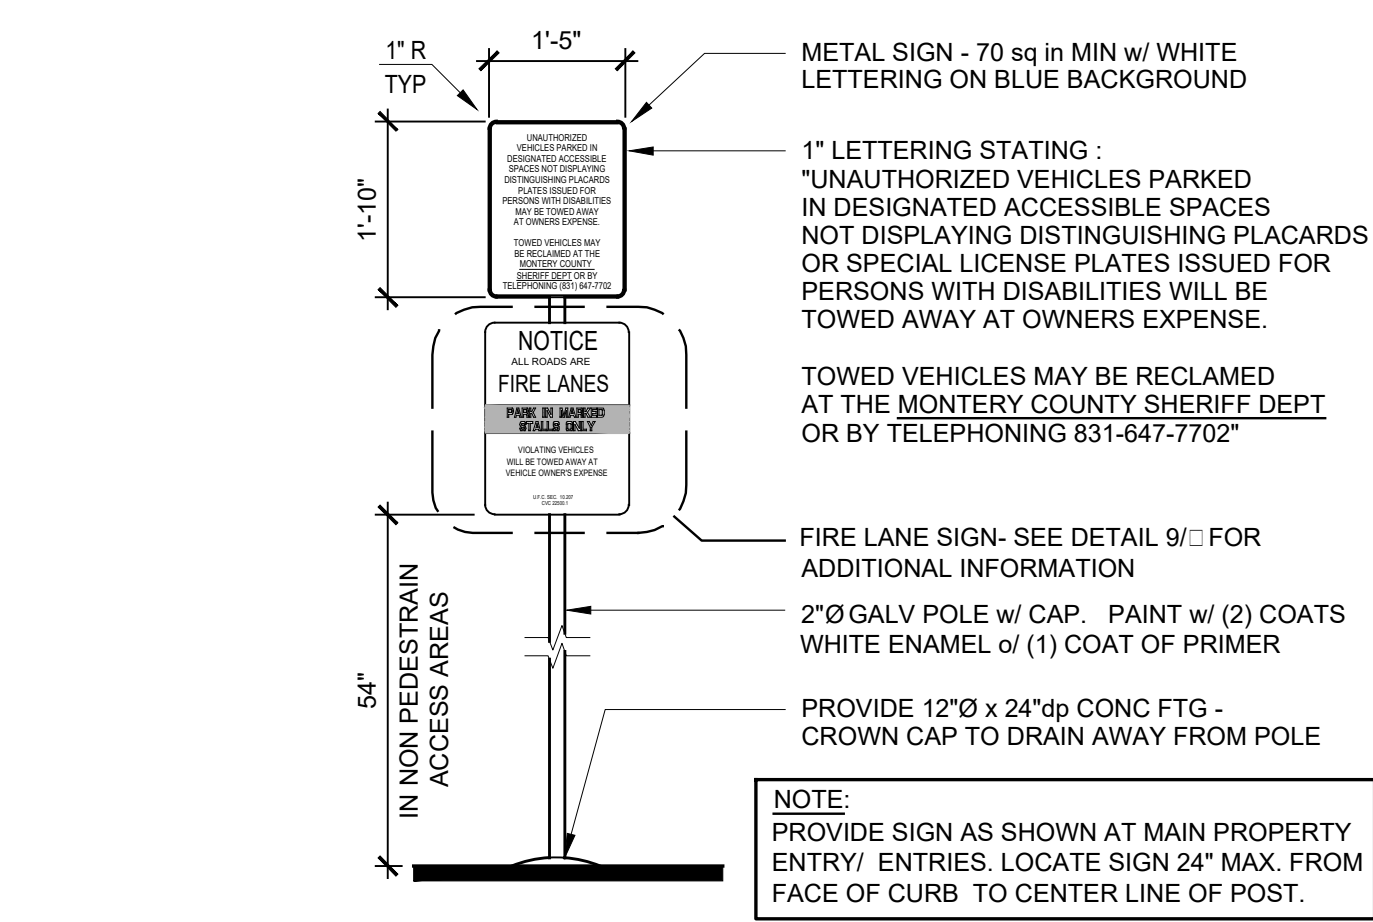 1" R
TYP
1'-5"
1'-10"
UNAUTHORIZED
VEHICLES PARKED IN
DESIGNATED ACCESSIBLE
SPACES NOT DISPLAYING
DISTINGUISHING PLACARDS
PLATES ISSUED FOR
PERSONS WITH DISABILITIES
MAY BE TOWED AWAY
AT OWNERS EXPENSE.
TOWED VEHICLES MAY
BE RECLAIMED AT THE
MONTERY COUNTY
SHERIFF DEPT OR BY
TELEPHONING (831) 647-7702
NOTICE
ALL ROADS ARE
FIRE LANES
PARK IN MARKED
STALLS ONLY
VIOLATING VEHICLES
WILL BE TOWED AWAY AT
VEHICLE OWNER'S EXPENSE
U.F.C. SEC. 10.207
CVC 22500.1
54"
IN NON PEDESTRAIN
ACCESS AREAS
METAL SIGN - 70 sq in MIN w/ WHITE
LETTERING ON BLUE BACKGROUND
1" LETTERING STATING :
"UNAUTHORIZED VEHICLES PARKED
IN DESIGNATED ACCESSIBLE SPACES
NOT DISPLAYING DISTINGUISHING PLACARDS
OR SPECIAL LICENSE PLATES ISSUED FOR
PERSONS WITH DISABILITIES WILL BE
TOWED AWAY AT OWNERS EXPENSE.
TOWED VEHICLES MAY BE RECLAMED
AT THE MONTERY COUNTY SHERIFF DEPT
OR BY TELEPHONING 831-647-7702"
FIRE LANE SIGN- SEE DETAIL 9/□ FOR
ADDITIONAL INFORMATION
2"Ø GALV POLE w/ CAP. PAINT w/ (2) COATS
WHITE ENAMEL o/ (1) COAT OF PRIMER
PROVIDE 12"Ø x 24"dp CONC FTG -
CROWN CAP TO DRAIN AWAY FROM POLE
NOTE:
PROVIDE SIGN AS SHOWN AT MAIN PROPERTY
ENTRY/ ENTRIES. LOCATE SIGN 24" MAX. FROM
FACE OF CURB TO CENTER LINE OF POST.